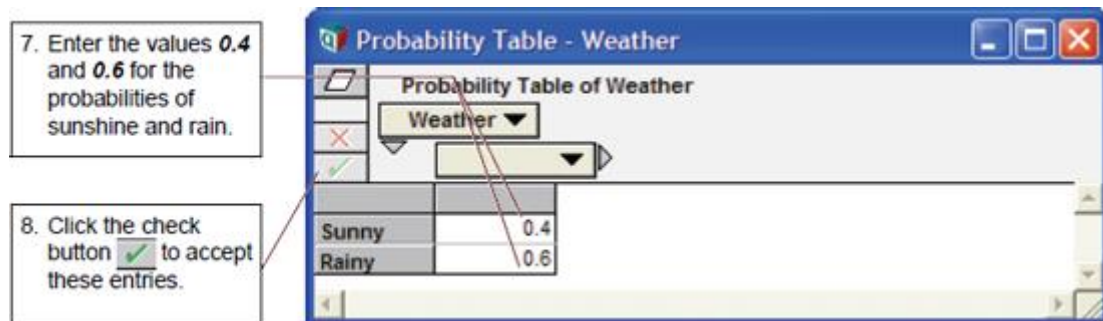 7. Enter the values 0.4
and 0.6 for the
probabilities of
sunshine and rain.
8. Click the check
button to accept
these entries.
Probability Table - Weather
Probability Table of Weather
Weather
Sunny 0.4
Rainy 0.6